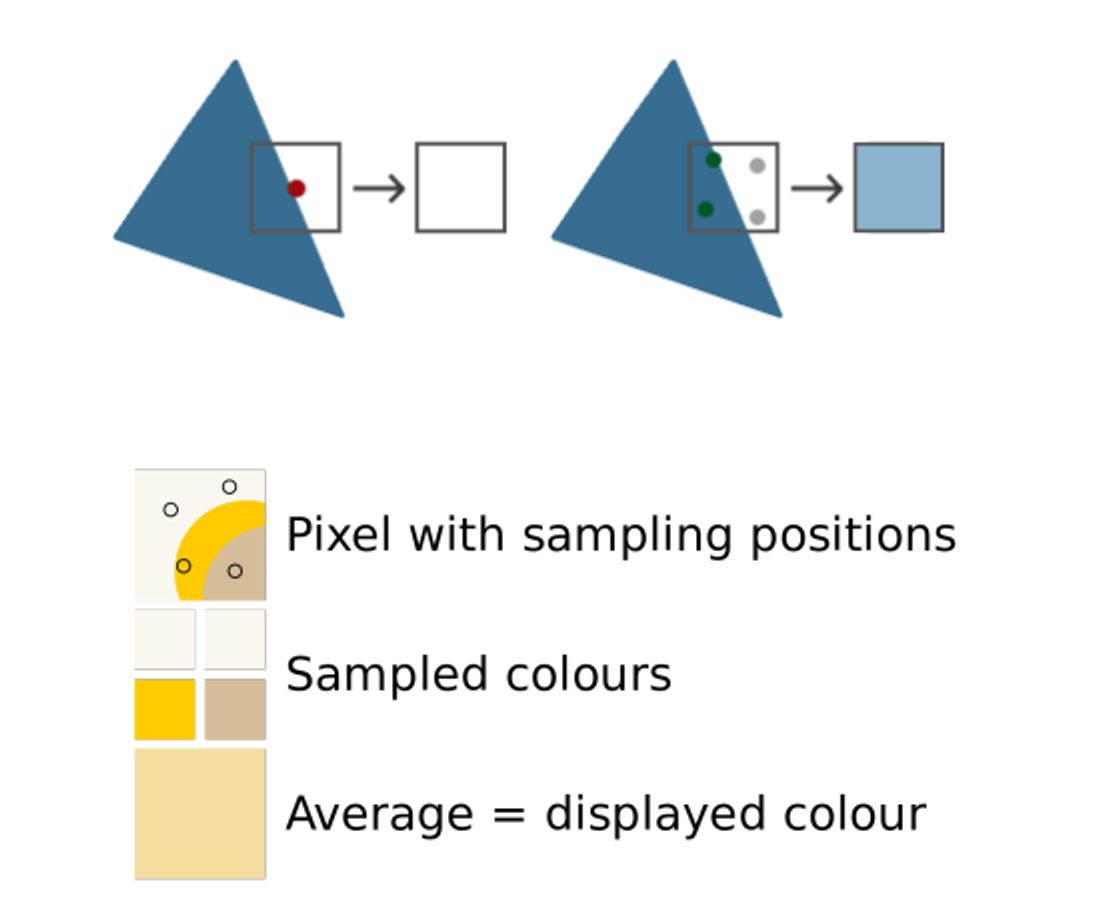 Pixel with sampling positions
Sampled colours
Average = displayed colour